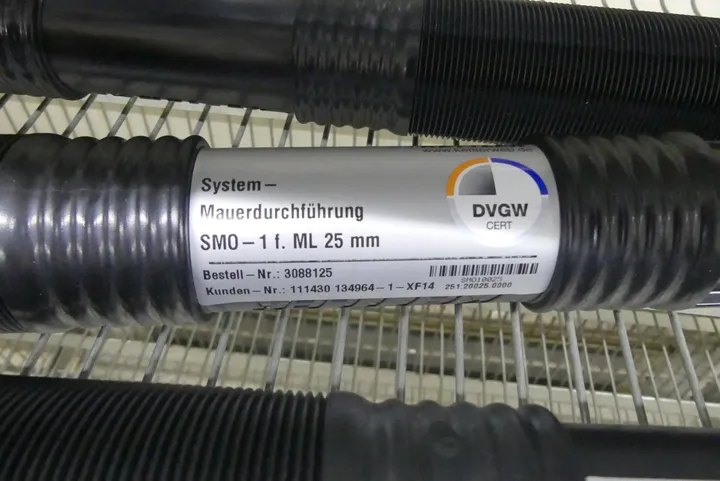 System-
Mauerdurchführung
SMO-1 f. ML 25 mm
Bestell-Nr.: 3088125
Kunden-Nr.: 111430 134964-1-XF14
DVGW
CERT
SMO10025
251.20025.0000